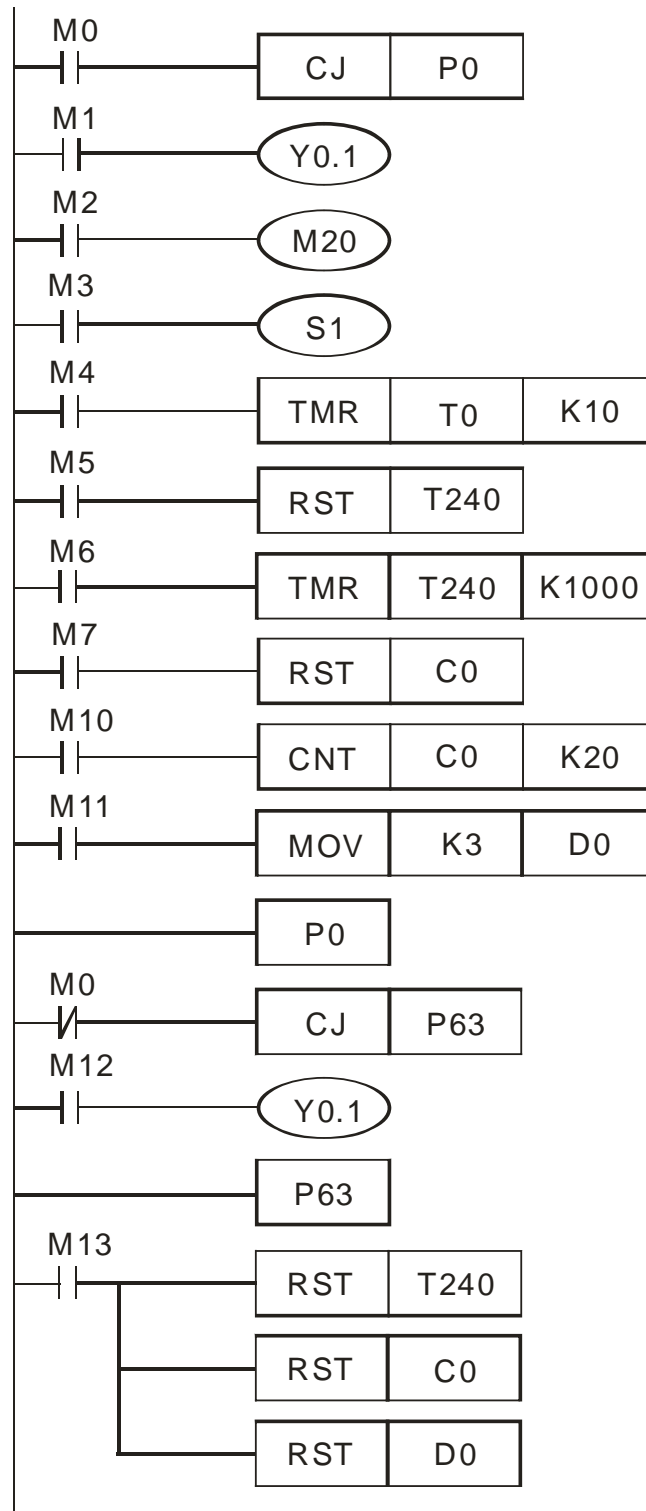 M0
CJ P0
M1
Y0.1
M2
M20
M3
S1
M4
TMR T0 K10
M5
RST T240
M6
TMR T240 K1000
M7
RST C0
M10
CNT C0 K20
M11
MOV K3 D0
P0
M0
CJ P63
M12
Y0.1
P63
M13
RST T240
RST C0
RST D0